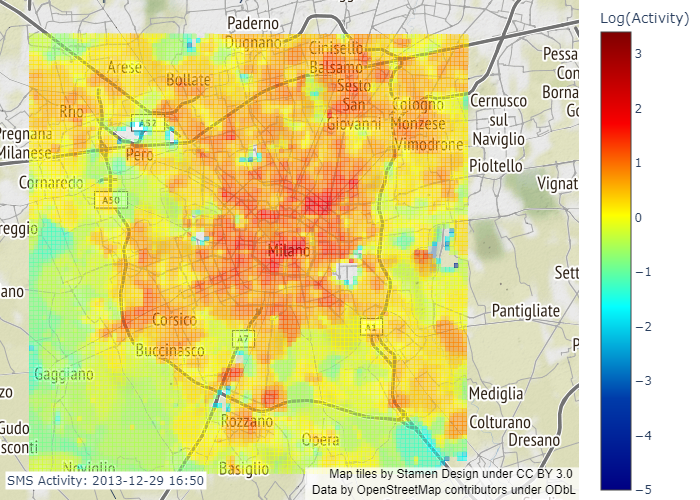 Paderno
Dugnano
Cinisello
Balsamo
Arese
Bollate
Sesto
San
Giovanni
Rho
A52
Pero
Cologno
Monzese
Vimodrone
Cernusco
sul
Naviglio
Pioltello
Pregnana
Milanese
Cornaredo
A50
Vignat
reggio
Milano
ano
Pantigliate
Corsico
A7
A1
Buccinasco
Gaggiano
Mediglia
Colturano
Dresano
Rozzano
Opera
Gudo
sconti
Noviglio
Basiglio
Pessa
Con
Borna
Go
Sett
P
zo
SMS Activity: 2013-12-29 16:50
Map tiles by Stamen Design under CC BY 3.0
Data by OpenStreetMap contributors under ODbL
Log(Activity)
3
2
1
0
−1
−2
−3
−4
−5